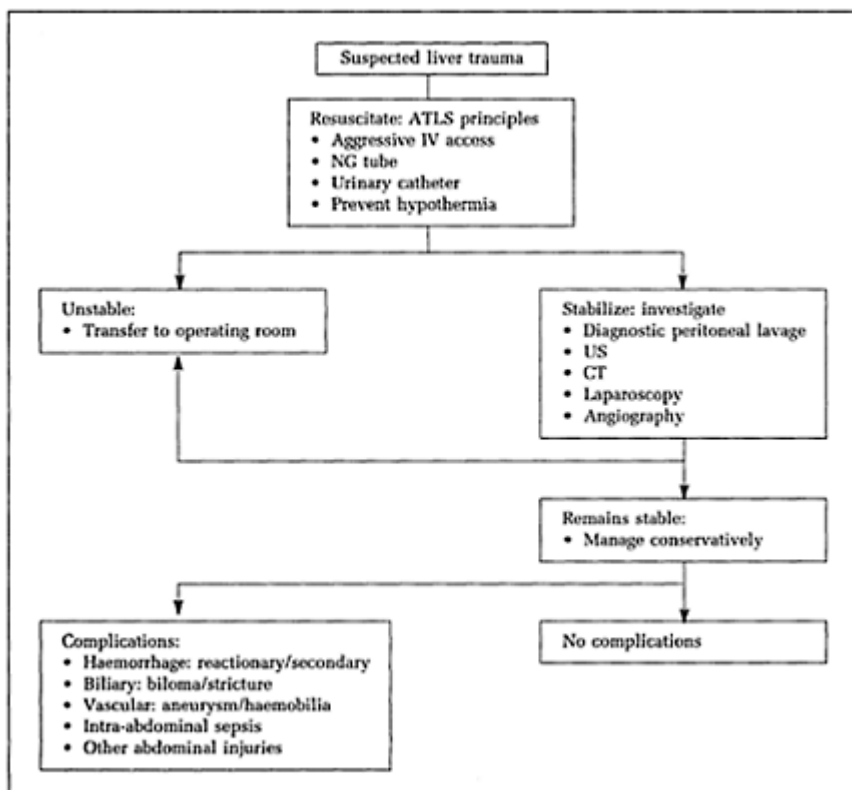 Suspected liver trauma
Resuscitate: ATLS principles
• Aggressive IV access
• NG tube
• Urinary catheter
• Prevent hypothermia
Unstable:
• Transfer to operating room
Stabilize: investigate
• Diagnostic peritoneal lavage
• US
• CT
• Laparoscopy
• Angiography
Remains stable:
• Manage conservatively
Complications:
• Haemorrhage: reactionary/secondary
• Biliary: biloma/stricture
• Vascular: aneurysm/haemobilia
• Intra-abdominal sepsis
• Other abdominal injuries
No complications